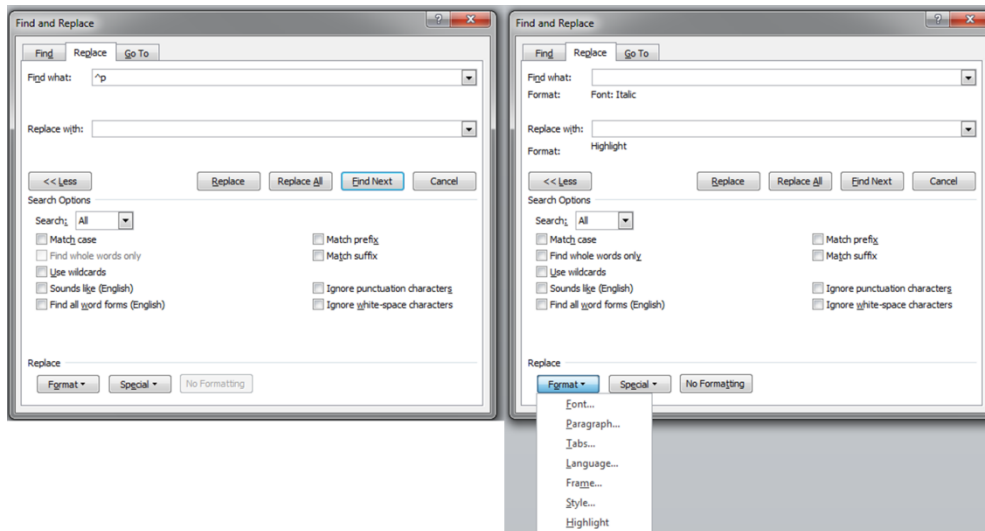 Find and Replace
Find
Replace
Go To
Find what:
^p
Replace with:
<< Less
Replace
Replace All
Find Next
Cancel
Search Options
Search:
All
Match case
Find whole words only
Use wildcards
Sounds like (English)
Find all word forms (English)
Match prefix
Match suffix
Ignore punctuation characters
Ignore white-space characters
Replace
Format
Special
No Formatting
Find and Replace
Find
Replace
Go To
Find what:
Format: Font: Italic
Replace with:
Format: Highlight
<< Less
Replace
Replace All
Find Next
Cancel
Search Options
Search:
All
Match case
Find whole words only
Use wildcards
Sounds like (English)
Find all word forms (English)
Match prefix
Match suffix
Ignore punctuation characters
Ignore white-space characters
Replace
Format
Special
No Formatting
Font...
Paragraph...
Tabs...
Language...
Frame...
Style...
Highlight